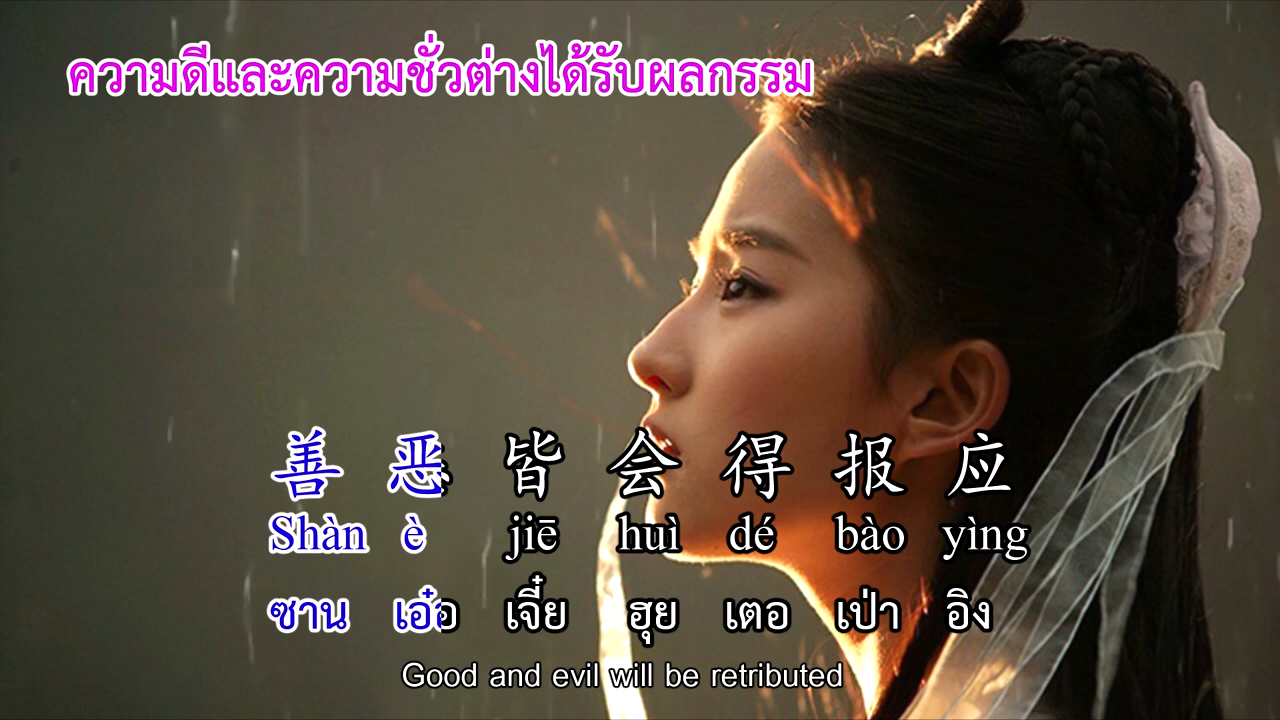 ความดีและความชั่วต่างได้รับผลกรรม
善 恶 皆 会 得 报 应
Shàn è jiē huì dé bào yìng
ซาน เอ๋อ เจี๋ย ฮุย เตอ เป่า อิง
Good and evil will be retributed